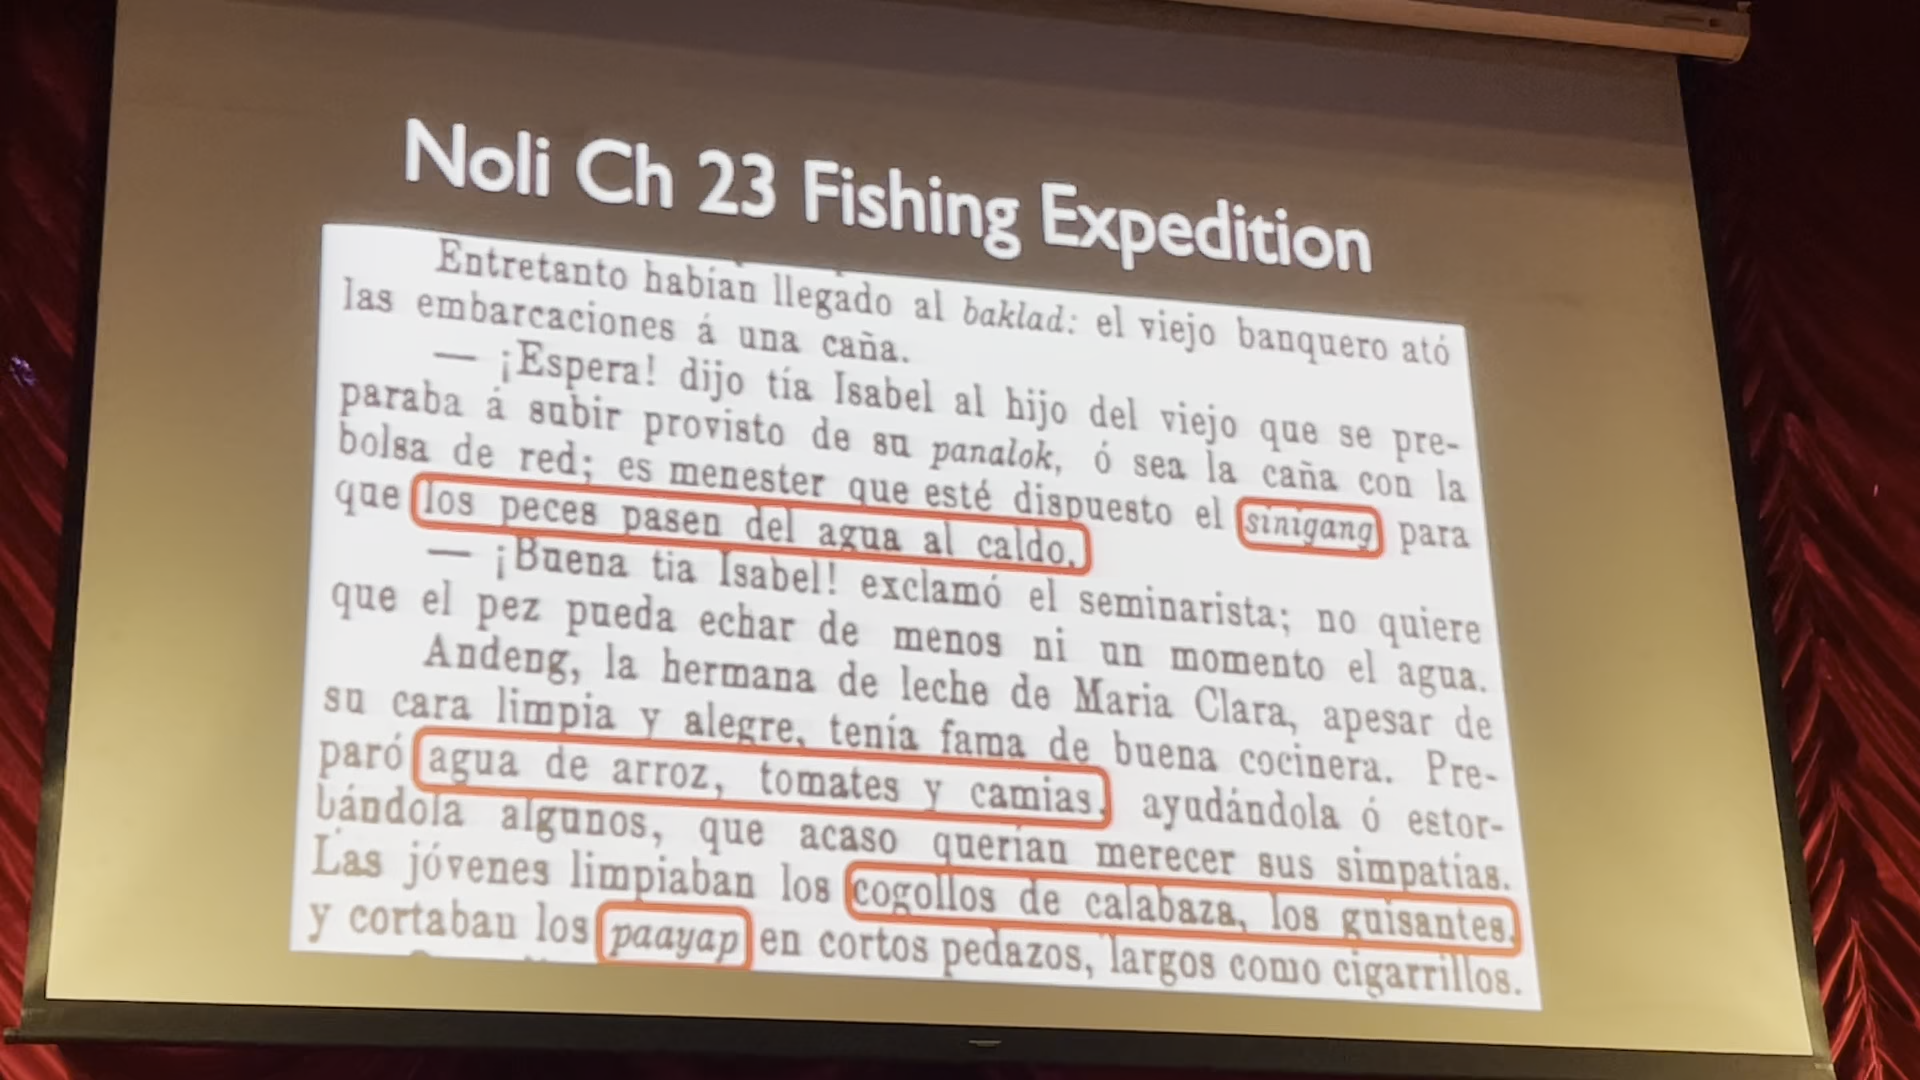 Noli Ch 23 Fishing Expedition
Entretanto habían llegado al baklad: el viejo banquero ató
las embarcaciones á una caña.
— ¡Espera! dijo tía Isabel al hijo del viejo que se pre-
paraba á subir provisto de su panalok, ó sea la caña con la
bolsa de red; es menester que esté dispuesto el sinigang para
que los peces pasen del agua al caldo.
— ¡Buena tia Isabel! exclamó el seminarista; no quiere
que el pez pueda echar de menos ni un momento el agua.
Andeng, la hermana de leche de Maria Clara, apesar de
su cara limpia y alegre, tenía fama de buena cocinera. Pre-
paró agua de arroz, tomates y camias, ayudándola ó estor-
bándola algunos, que acaso querían merecer sus simpatías.
Las jóvenes limpiaban los cogollos de calabaza, los guisantes,
y cortaban los paayap en cortos pedazos, largos como cigarrillos.